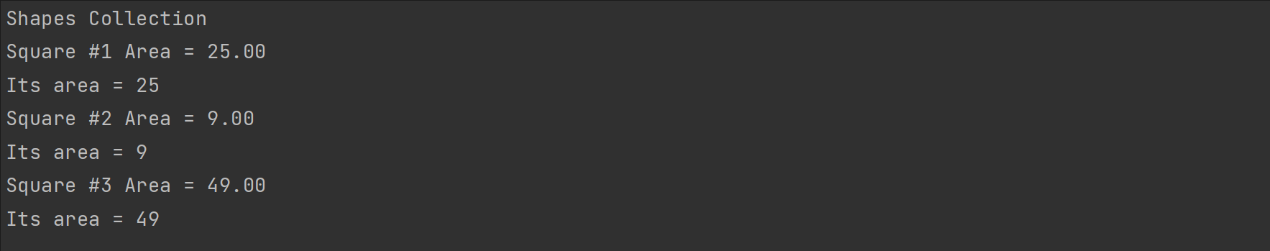 Shapes Collection
Square #1 Area = 25.00
Its area = 25
Square #2 Area = 9.00
Its area = 9
Square #3 Area = 49.00
Its area = 49